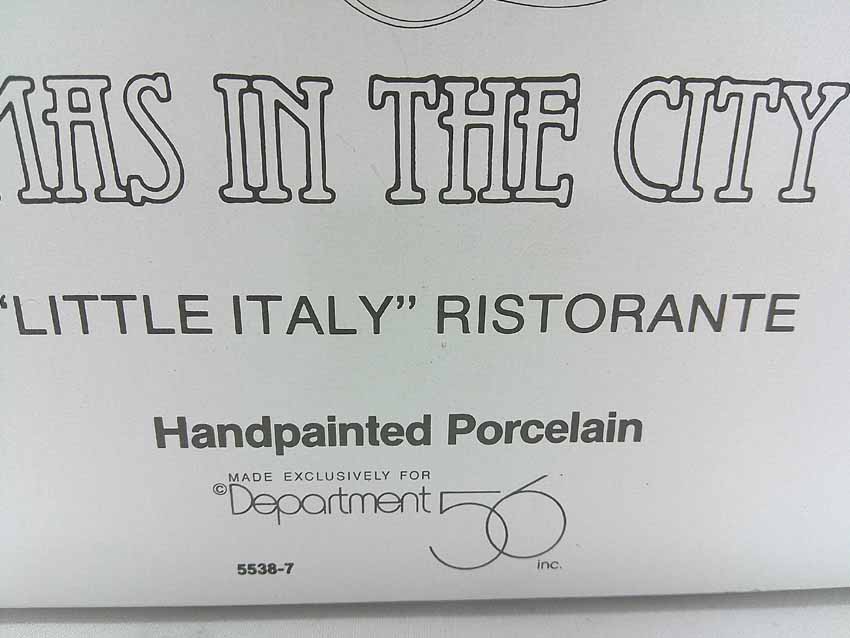 MAS IN THE CITY
"LITTLE ITALY" RISTORANTE
Handpainted Porcelain
MADE EXCLUSIVELY FOR
©Department 56
inc.
5538-7